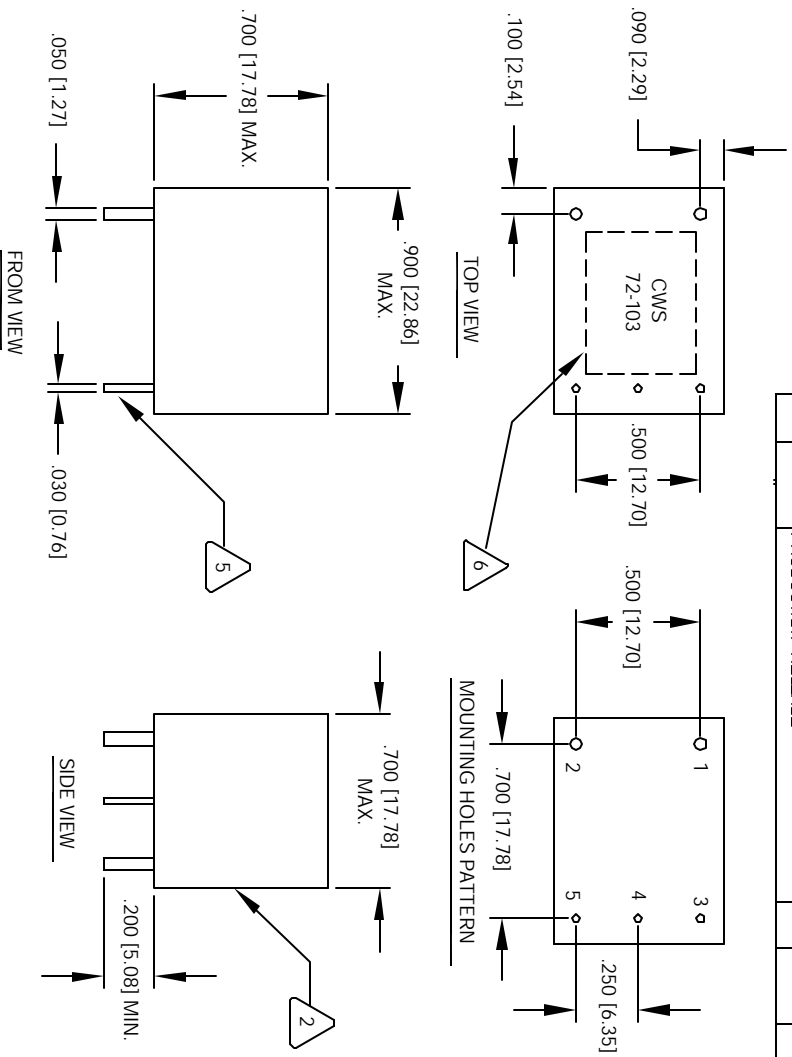 .090 [2.29]
.100 [2.54]
CWS
72-103
.500 [12.70]
6
TOP VIEW
.500 [12.70]
1
2
3
4
5
.250 [6.35]
.700 [17.78]
MOUNTING HOLES PATTERN
.900 [22.86]
MAX.
.700 [17.78] MAX.
.050 [1.27]
.030 [0.76]
5
FROM VIEW
.700 [17.78]
MAX.
2
.200 [5.08] MIN.
SIDE VIEW